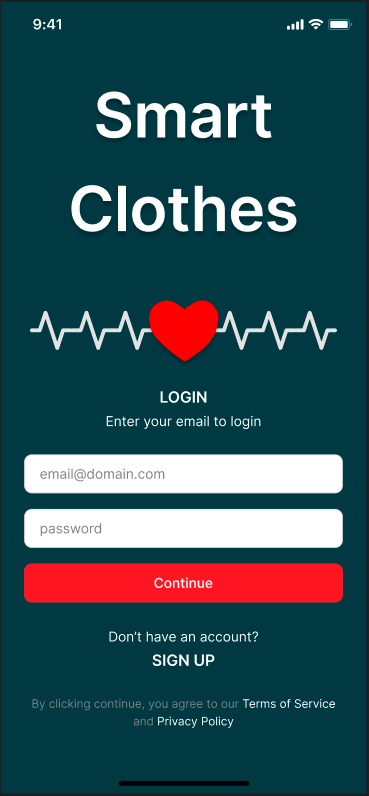 9:41
Smart
Clothes
LOGIN
Enter your email to login
email@domain.com
password
Continue
Don’t have an account?
SIGN UP
By clicking continue, you agree to our Terms of Service
and Privacy Policy